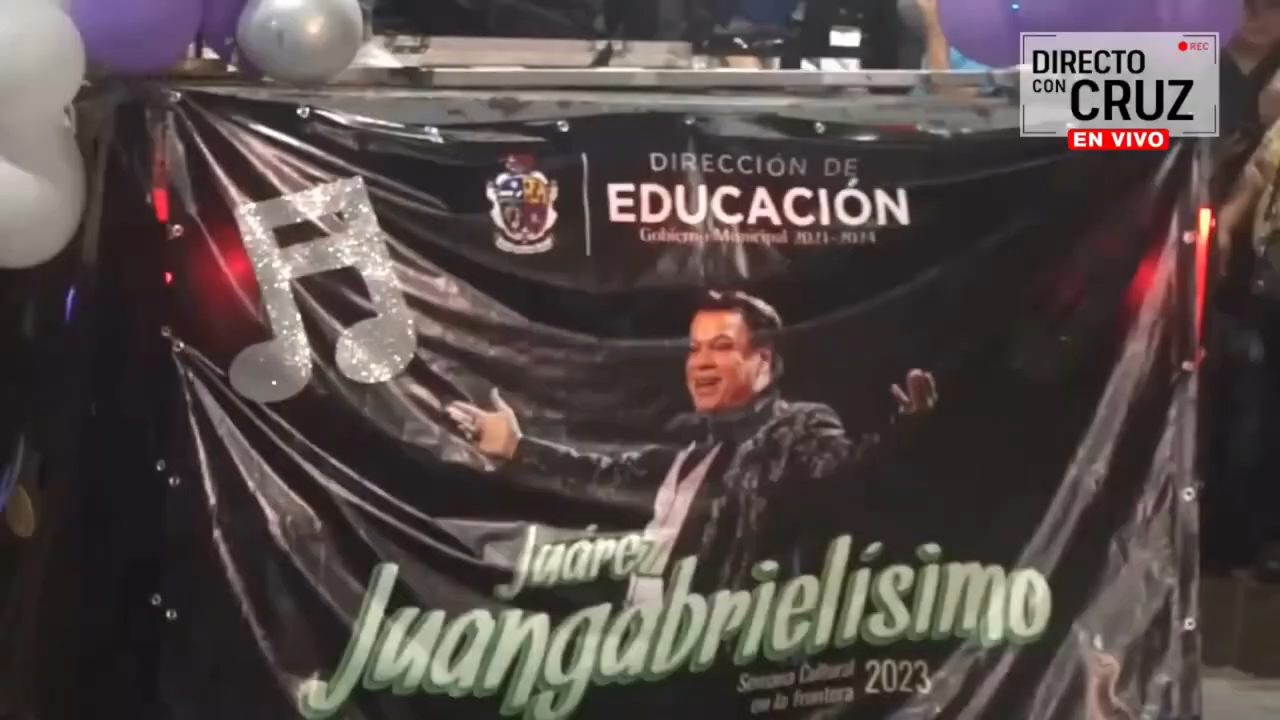 REC
DIRECTO
CON CRUZ
EN VIVO
DIRECCIÓN DE
EDUCACIÓN
Gobierno Municipal 2021-2024
Juárez
Juangabrielísimo
Semana Cultural
en la frontera 2023